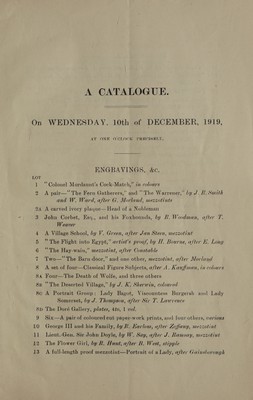 A CATALOGUE.
On WEDNESDAY, 10th of DECEMBER, 1919,
AT ONE O'CLOCK PRECISELY.
ENGRAVINGS, &c.
LOT
1 "Colonel Mordaunt's Cock Match," in colours
2 A pair—"The Fern Gatherers," and "The Warrener," by J. R. Smith
and W. Ward, after G. Morland, mezzotints
2A A carved ivory plaque—Head of a Nobleman
3 John Corbet, Esq., and his Foxhounds, by R. Woodman, after T.
Weaver
4 A Village School, by V. Green, after Jan Steen, mezzotint
5 "The Flight into Egypt," artist's proof, by H. Bourne, after E. Long
6 "The Hay-wain," mezzotint, after Constable
7 Two—"The Barn door," and one other, mezzotint, after Morland
8 A set of four—Classical Figure Subjects, after A. Kauffman, in colours
8A Four—The Death of Wolfe, and three others
8B "The Deserted Village," by J. K. Sherwin, coloured
8C A Portrait Group: Lady Bagot, Viscountess Burgersh and Lady
Somerset, by J. Thompson, after Sir T. Lawrence
8D The Doré Gallery, plates, 4to, 1 vol.
9 Six—A pair of coloured cut paper-work prints, and four others, various
10 George III and his Family, by R. Earlom, after Zoffany, mezzotint
11 Lieut.-Gen. Sir John Doyle, by W. Say, after J. Ramsay, mezzotint
12 The Flower Girl, by B. Hunt, after R. Watt, stipple
13 A full-length proof mezzotint—Portrait of a Lady, after Gainsborough